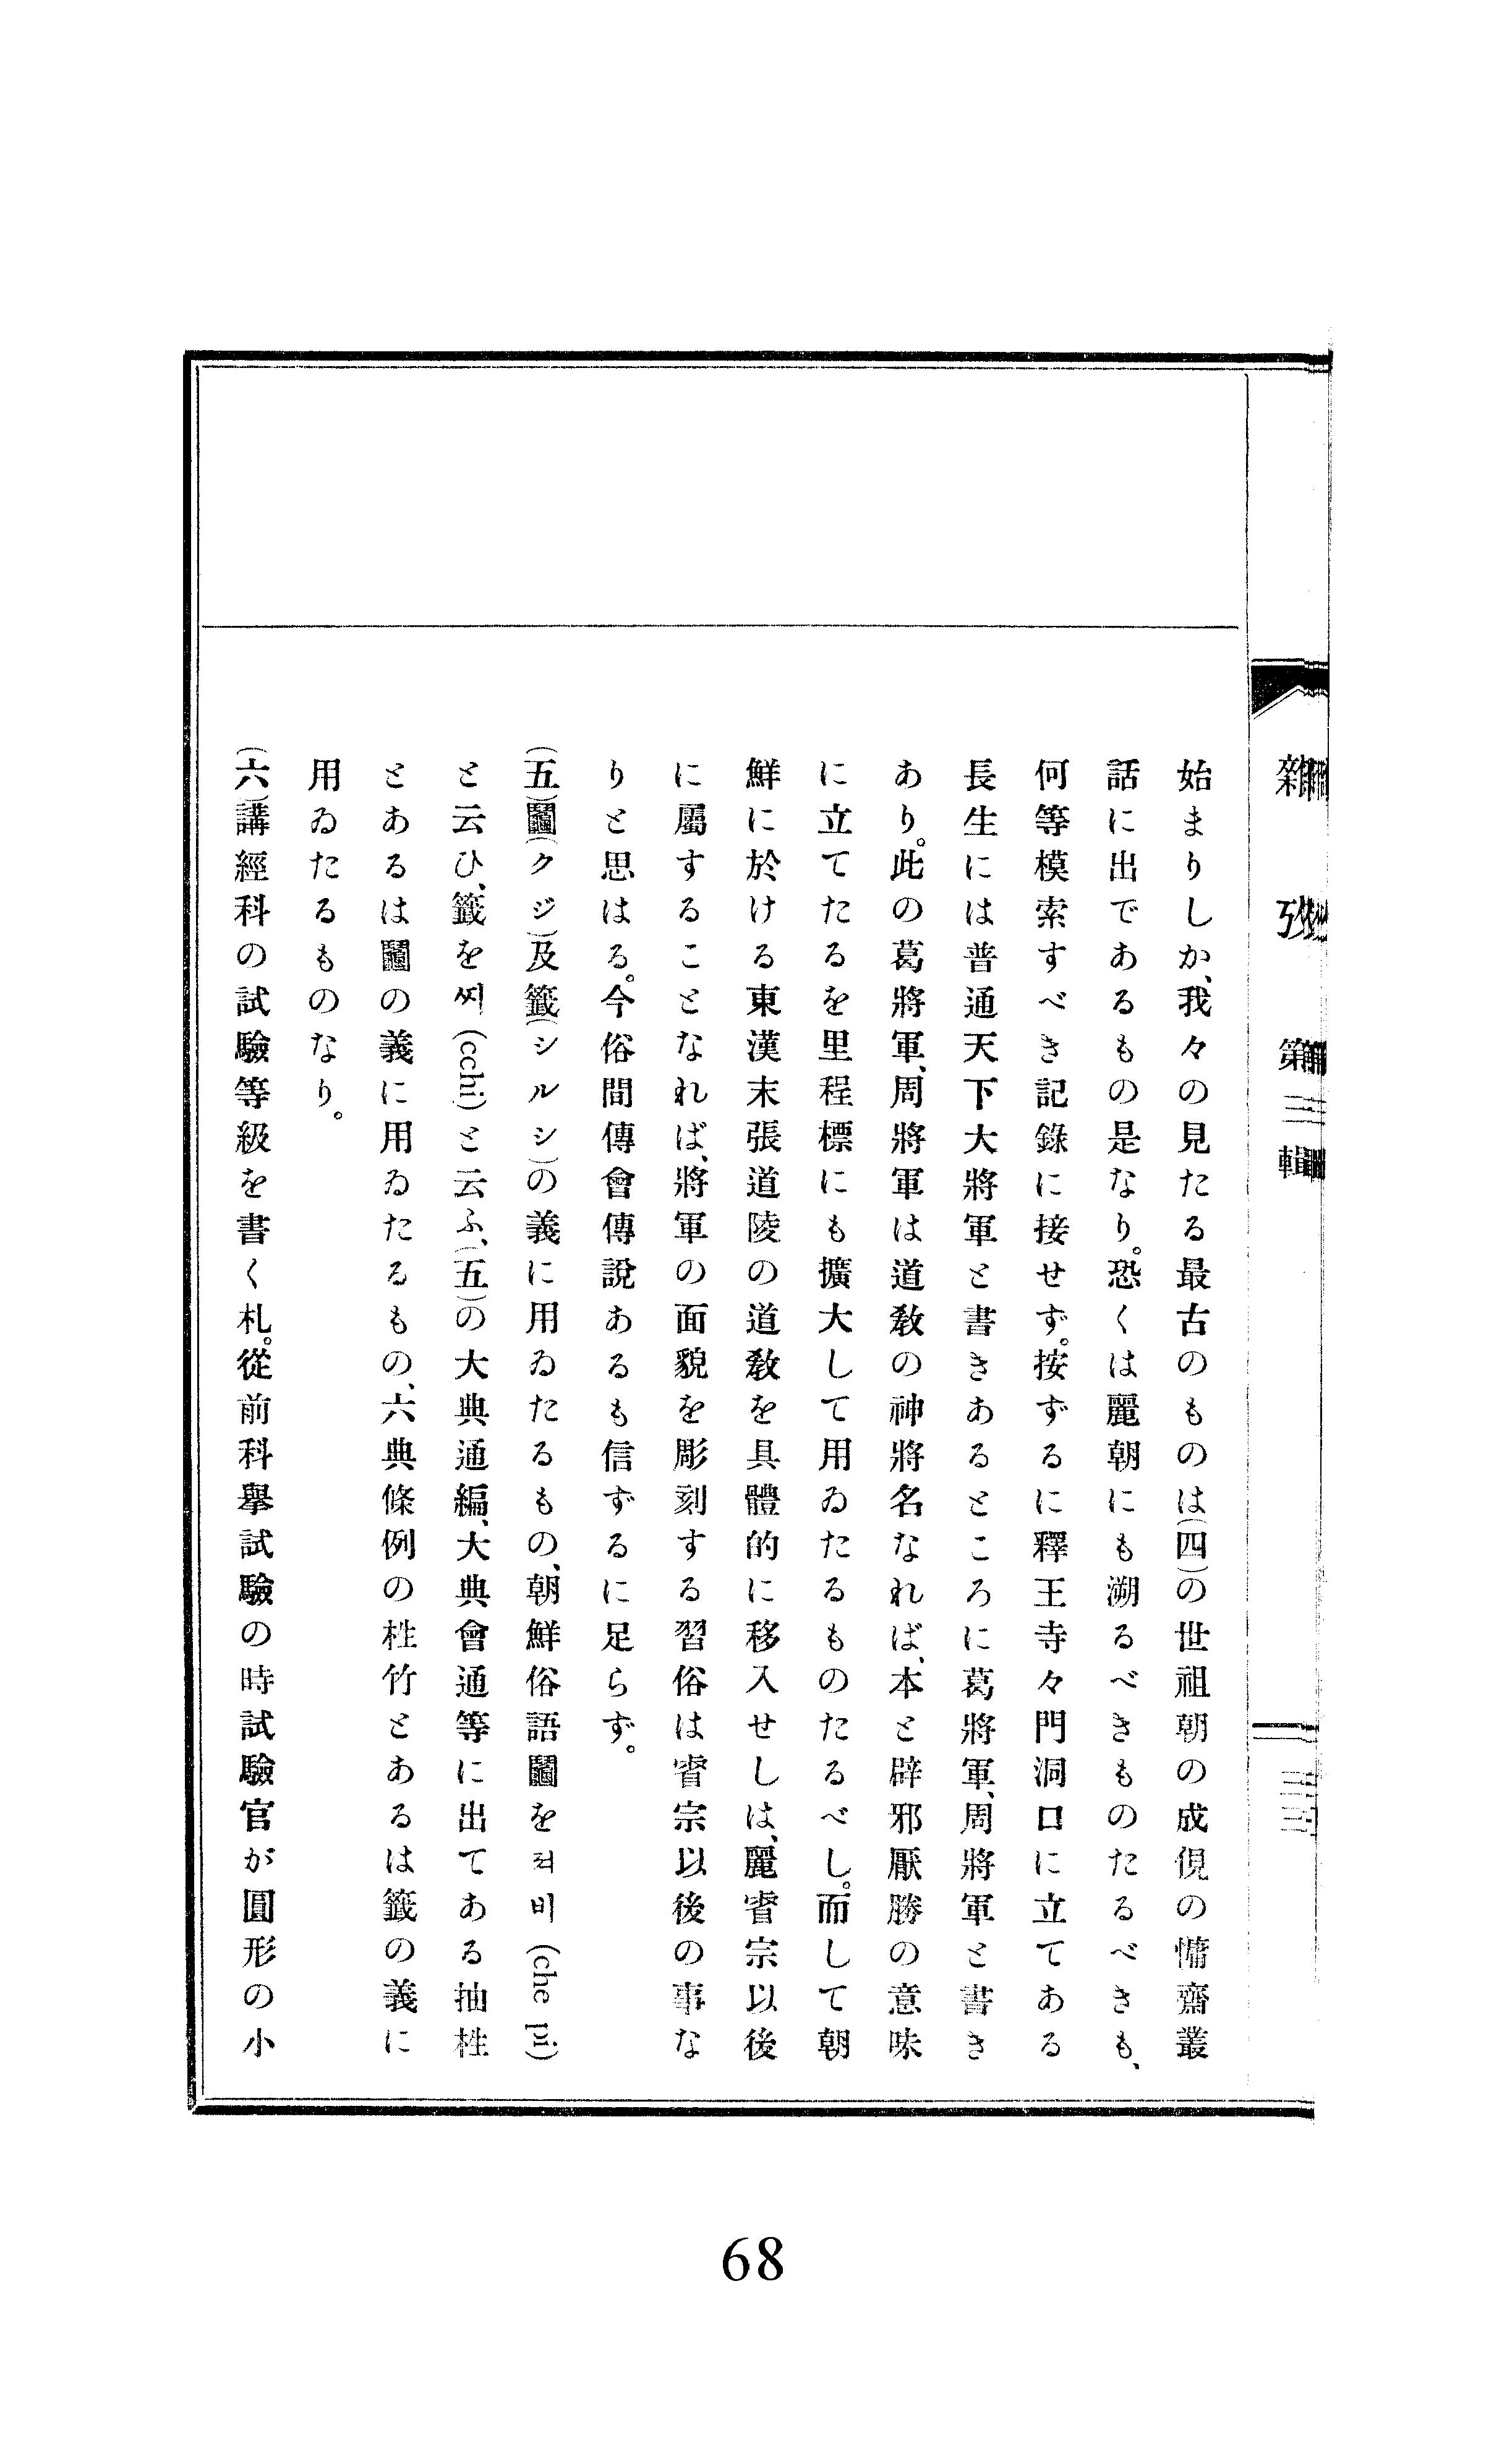 雜攷 第三輯
三三
始まりしか、我々の見たる最古のものは(四)の世祖朝の成俔の慵齋叢
話に出であるもの是なり。恐くは麗朝にも溯るべきものたるべきも、
何等模索すべき記錄に接せず。按ずるに釋王寺々門洞口に立てある
長生には普通天下大將軍と書きあるところに葛將軍、周將軍と書き
あり。此の葛將軍、周將軍は道敎の神將名なれば、本と辟邪厭勝の意味
に立てたるを里程標にも擴大して用ゐたるものたるべし。而して朝
鮮に於ける東漢末張道陵の道敎を具體的に移入せしは、麗睿宗以後
に屬することなれば、將軍の面貌を彫刻する習俗は睿宗以後の事な
りと思はる。今俗間傳會傳說あるも信ずるに足らず。
(五)鬮(クジ)及籤(シルシ)の義に用ゐたるもの、朝鮮俗語鬮を져비(che pi)
と云ひ、籤を찌(cchi)と云ふ、(五)の大典通編、大典會通等に出てある抽栍
とあるは鬮の義に用ゐたるもの、六典條例の栍竹とあるは籤の義に
用ゐたるものなり。
(六)講經科の試驗等級を書く札。從前科擧試驗の時試驗官が圓形の小
68